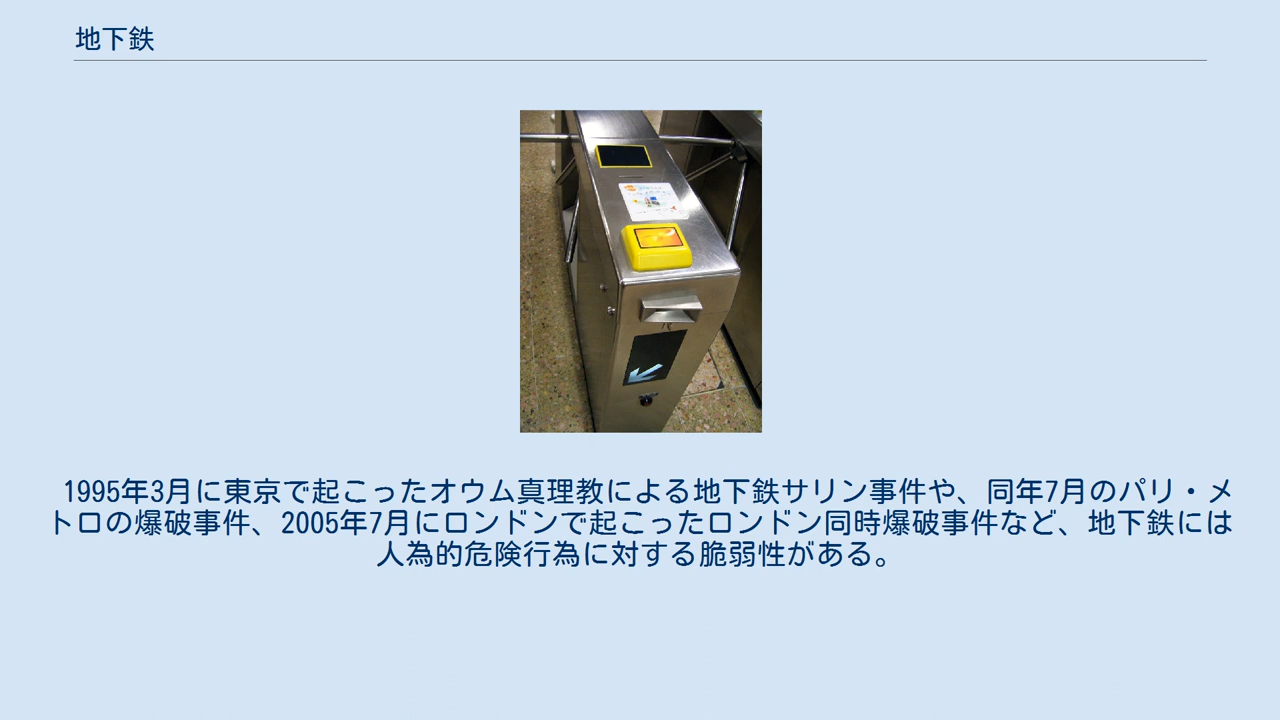 地下鉄
1995年3月に東京で起こったオウム真理教による地下鉄サリン事件や、同年7月のパリ・メ
トロの爆破事件、2005年7月にロンドンで起こったロンドン同時爆破事件など、地下鉄には
人為的危険行為に対する脆弱性がある。